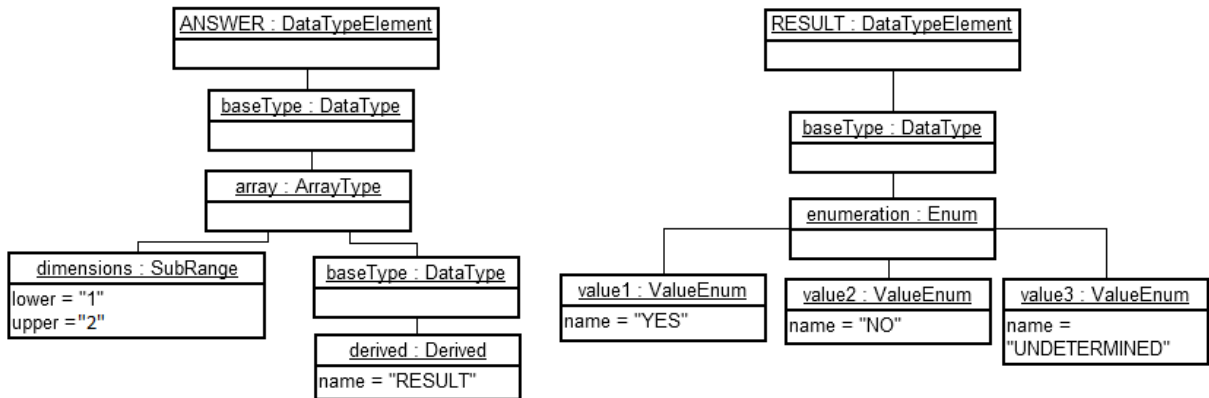 ANSWER : DataTypeElement
baseType : DataType
array : ArrayType
dimensions : SubRange
lower = "1"
upper ="2"
baseType : DataType
derived : Derived
name = "RESULT"
RESULT : DataTypeElement
baseType : DataType
enumeration : Enum
value1 : ValueEnum
name = "YES"
value2 : ValueEnum
name = "NO"
value3 : ValueEnum
name =
"UNDETERMINED"